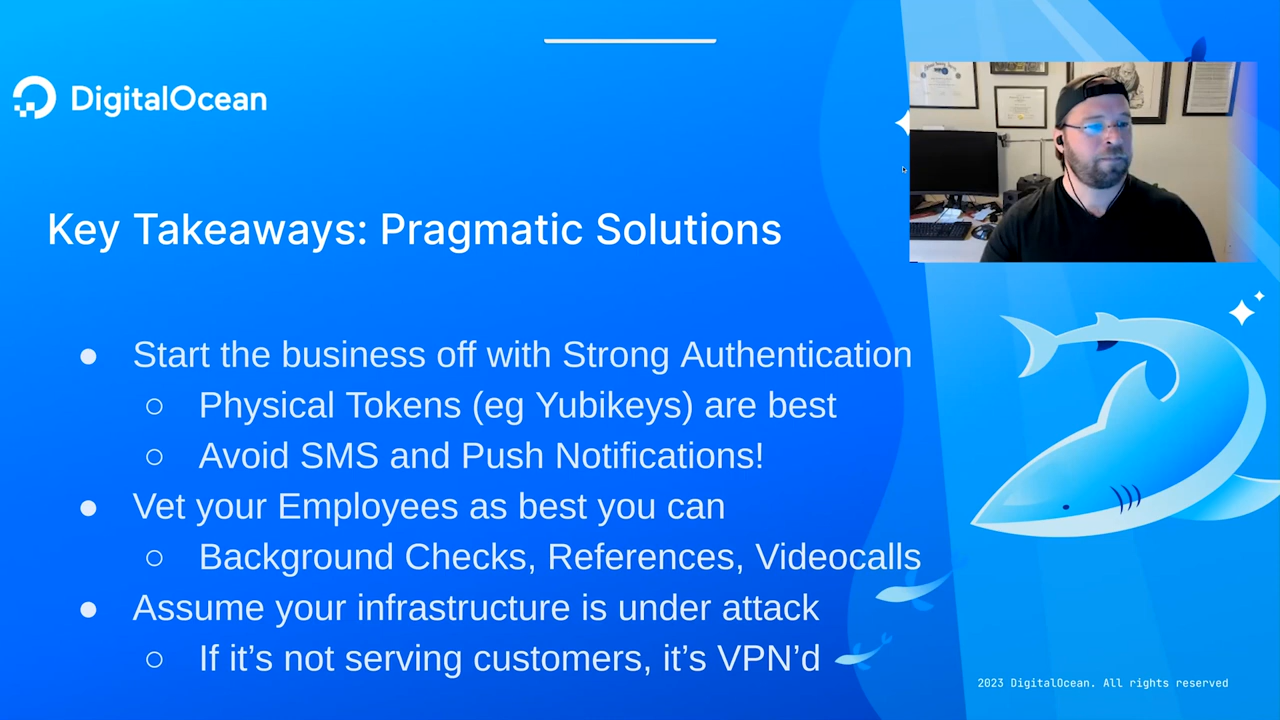 DigitalOcean
Key Takeaways: Pragmatic Solutions
● Start the business off with Strong Authentication
○ Physical Tokens (eg Yubikeys) are best
○ Avoid SMS and Push Notifications!
● Vet your Employees as best you can
○ Background Checks, References, Videocalls
● Assume your infrastructure is under attack
○ If it’s not serving customers, it’s VPN’d
2023 DigitalOcean. All rights reserved